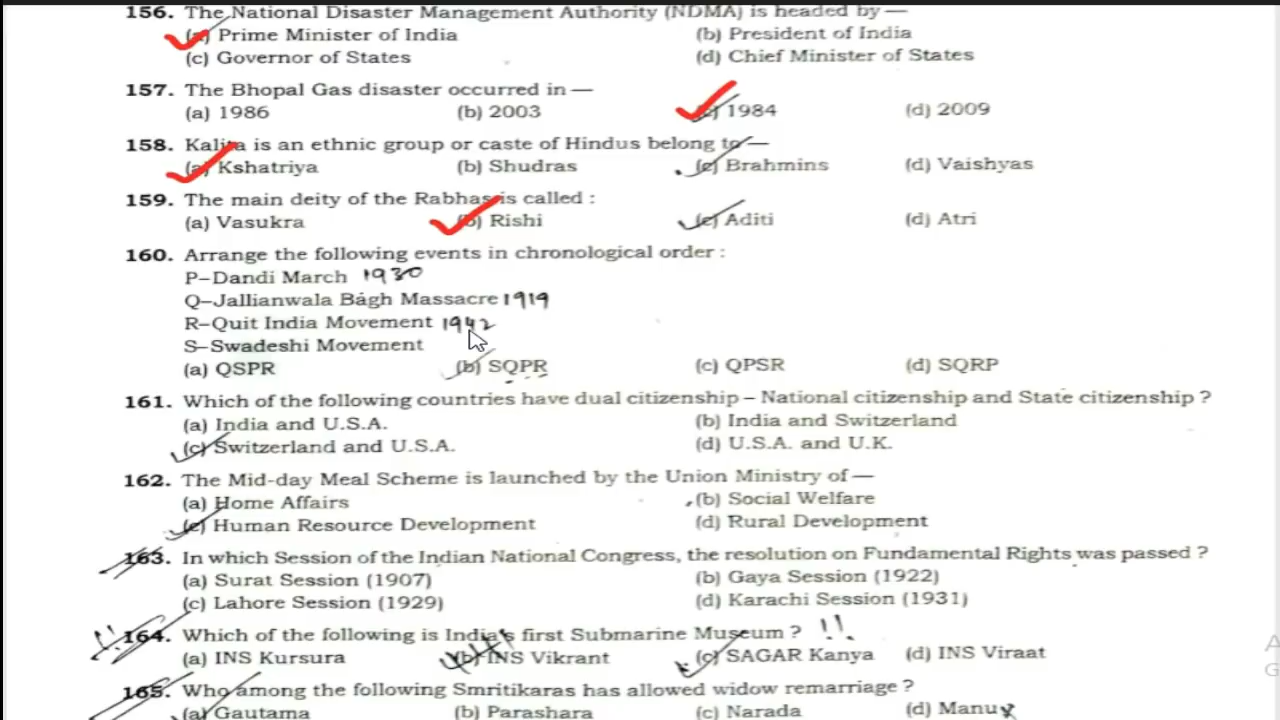 156. The National Disaster Management Authority (NDMA) is headed by —
(a) Prime Minister of India (b) President of India
(c) Governor of States (d) Chief Minister of States
157. The Bhopal Gas disaster occurred in —
(a) 1986 (b) 2003 (c) 1984 (d) 2009
158. Kalita is an ethnic group or caste of Hindus belong to —
(a) Kshatriya (b) Shudras (c) Brahmins (d) Vaishyas
159. The main deity of the Rabhas is called :
(a) Vasukra (b) Rishi (c) Aditi (d) Atri
160. Arrange the following events in chronological order :
P–Dandi March 1930
Q–Jallianwala Bagh Massacre 1919
R–Quit India Movement 1942
S–Swadeshi Movement
(a) QSPR (b) SQPR (c) QPSR (d) SQRP
161. Which of the following countries have dual citizenship – National citizenship and State citizenship ?
(a) India and U.S.A. (b) India and Switzerland
(c) Switzerland and U.S.A. (d) U.S.A. and U.K.
162. The Mid-day Meal Scheme is launched by the Union Ministry of —
(a) Home Affairs (b) Social Welfare
(c) Human Resource Development (d) Rural Development
163. In which Session of the Indian National Congress, the resolution on Fundamental Rights was passed ?
(a) Surat Session (1907) (b) Gaya Session (1922)
(c) Lahore Session (1929) (d) Karachi Session (1931)
!! 164. Which of the following is India's first Submarine Museum ? !!
(a) INS Kursura (b) INS Vikrant (c) SAGAR Kanya (d) INS Viraat
165. Who among the following Smritikaras has allowed widow remarriage ?
(a) Gautama (b) Parashara (c) Narada (d) Manu